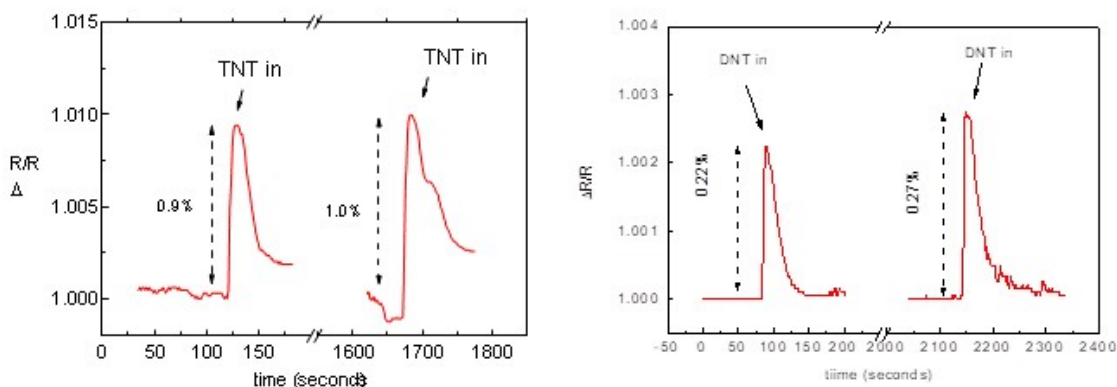 1.015
TNT in
TNT in
1.010
R/R
Δ
0.9%
1.0%
1.005
1.000
0 50 100 150 1600 1700 1800
time (seconds)
1.004
DNT in
DNT in
1.003
1.002
ΔR/R
0.22%
0.27%
1.001
1.000
-50 0 50 100 150 200 2100 2200 2300 2400
tiime (seconds)